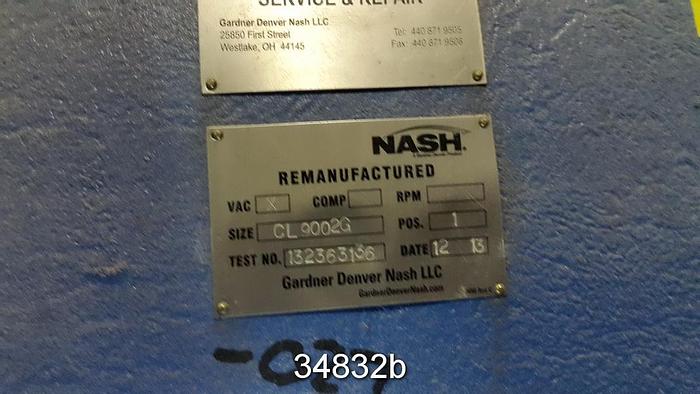 SERVICE & REPAIR
Gardner Denver Nash LLC
25850 First Street Tel: 440 871 9505
Westlake, OH 44145 Fax: 440 871 9506
NASH
REMANUFACTURED
VAC X COMP RPM
SIZE CL 9002G POS. 1
TEST NO. DATE 12 13
Gardner Denver Nash LLC
GardnerDenverNash.com
-027
34832b